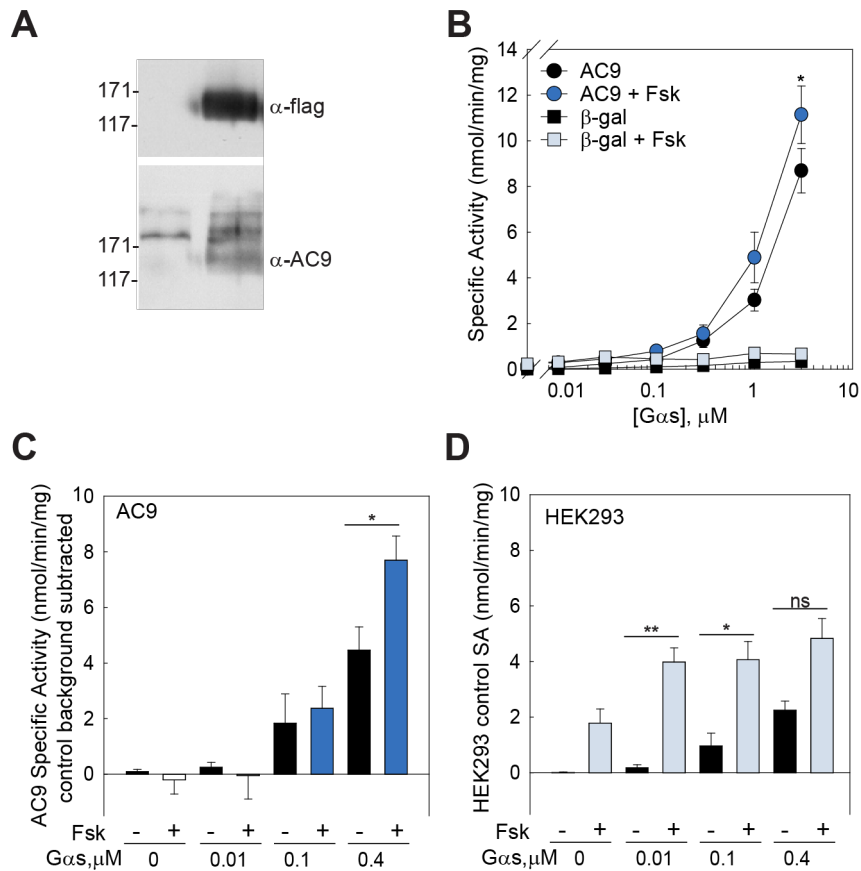 A
171-
117-
α-flag
171-
117-
α-AC9
B
Specific Activity (nmol/min/mg)
14
12
10
8
6
4
2
0
AC9
AC9 + Fsk
β-gal
β-gal + Fsk
*
0.01 0.1 1 10
[Gαs], μM
C
AC9 Specific Activity (nmol/min/mg)
control background subtracted
10
8
6
4
2
0
AC9
*
Fsk - + - + - + - +
Gαs,μM 0 0.01 0.1 0.4
D
HEK293 control SA (nmol/min/mg)
10
8
6
4
2
0
HEK293
** * ns
Fsk - + - + - + - +
Gαs,μM 0 0.01 0.1 0.4